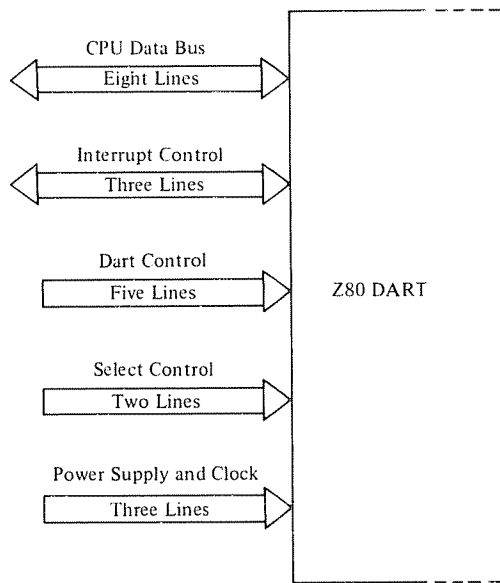 CPU Data Bus
Eight Lines
Interrupt Control
Three Lines
Dart Control
Five Lines
Z80 DART
Select Control
Two Lines
Power Supply and Clock
Three Lines